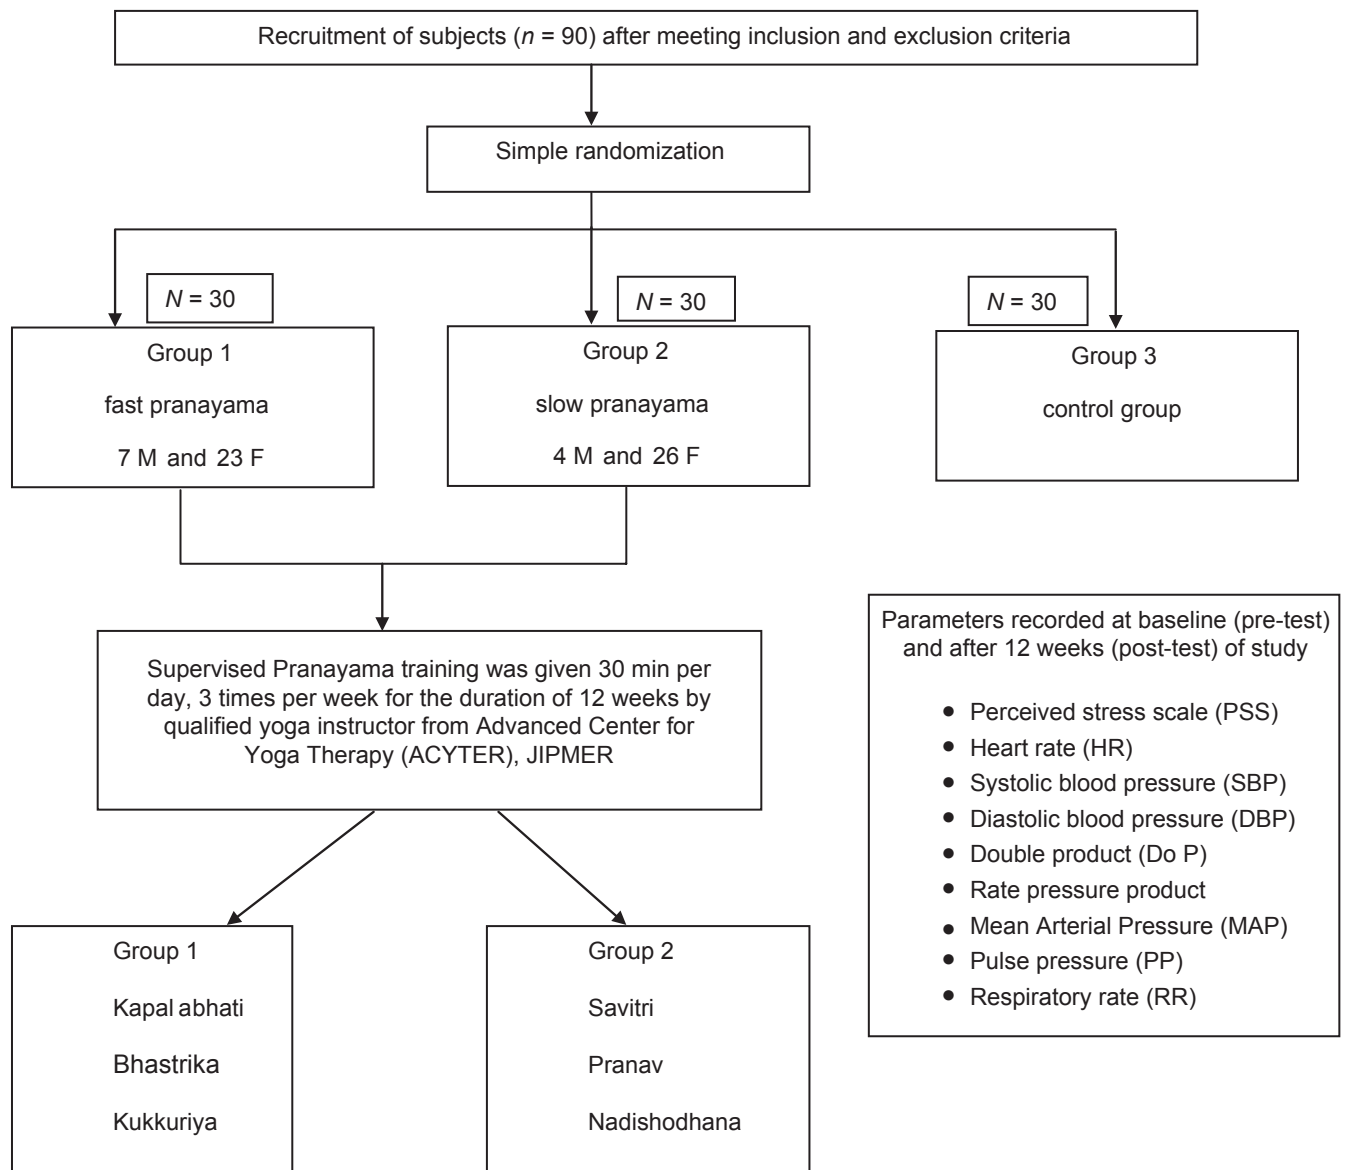 Recruitment of subjects (n = 90) after meeting inclusion and exclusion criteria
Simple randomization
N = 30
N = 30
N = 30
Group 1
fast pranayama
7 M and 23 F
Group 2
slow pranayama
4 M and 26 F
Group 3
control group
Supervised Pranayama training was given 30 min per
day, 3 times per week for the duration of 12 weeks by
qualified yoga instructor from Advanced Center for
Yoga Therapy (ACYTER), JIPMER
Parameters recorded at baseline (pre-test)
and after 12 weeks (post-test) of study
• Perceived stress scale (PSS)
• Heart rate (HR)
• Systolic blood pressure (SBP)
• Diastolic blood pressure (DBP)
• Double product (Do P)
• Rate pressure product
• Mean Arterial Pressure (MAP)
• Pulse pressure (PP)
• Respiratory rate (RR)
Group 1
Kapal abhati
Bhastrika
Kukkuriya
Group 2
Savitri
Pranav
Nadishodhana